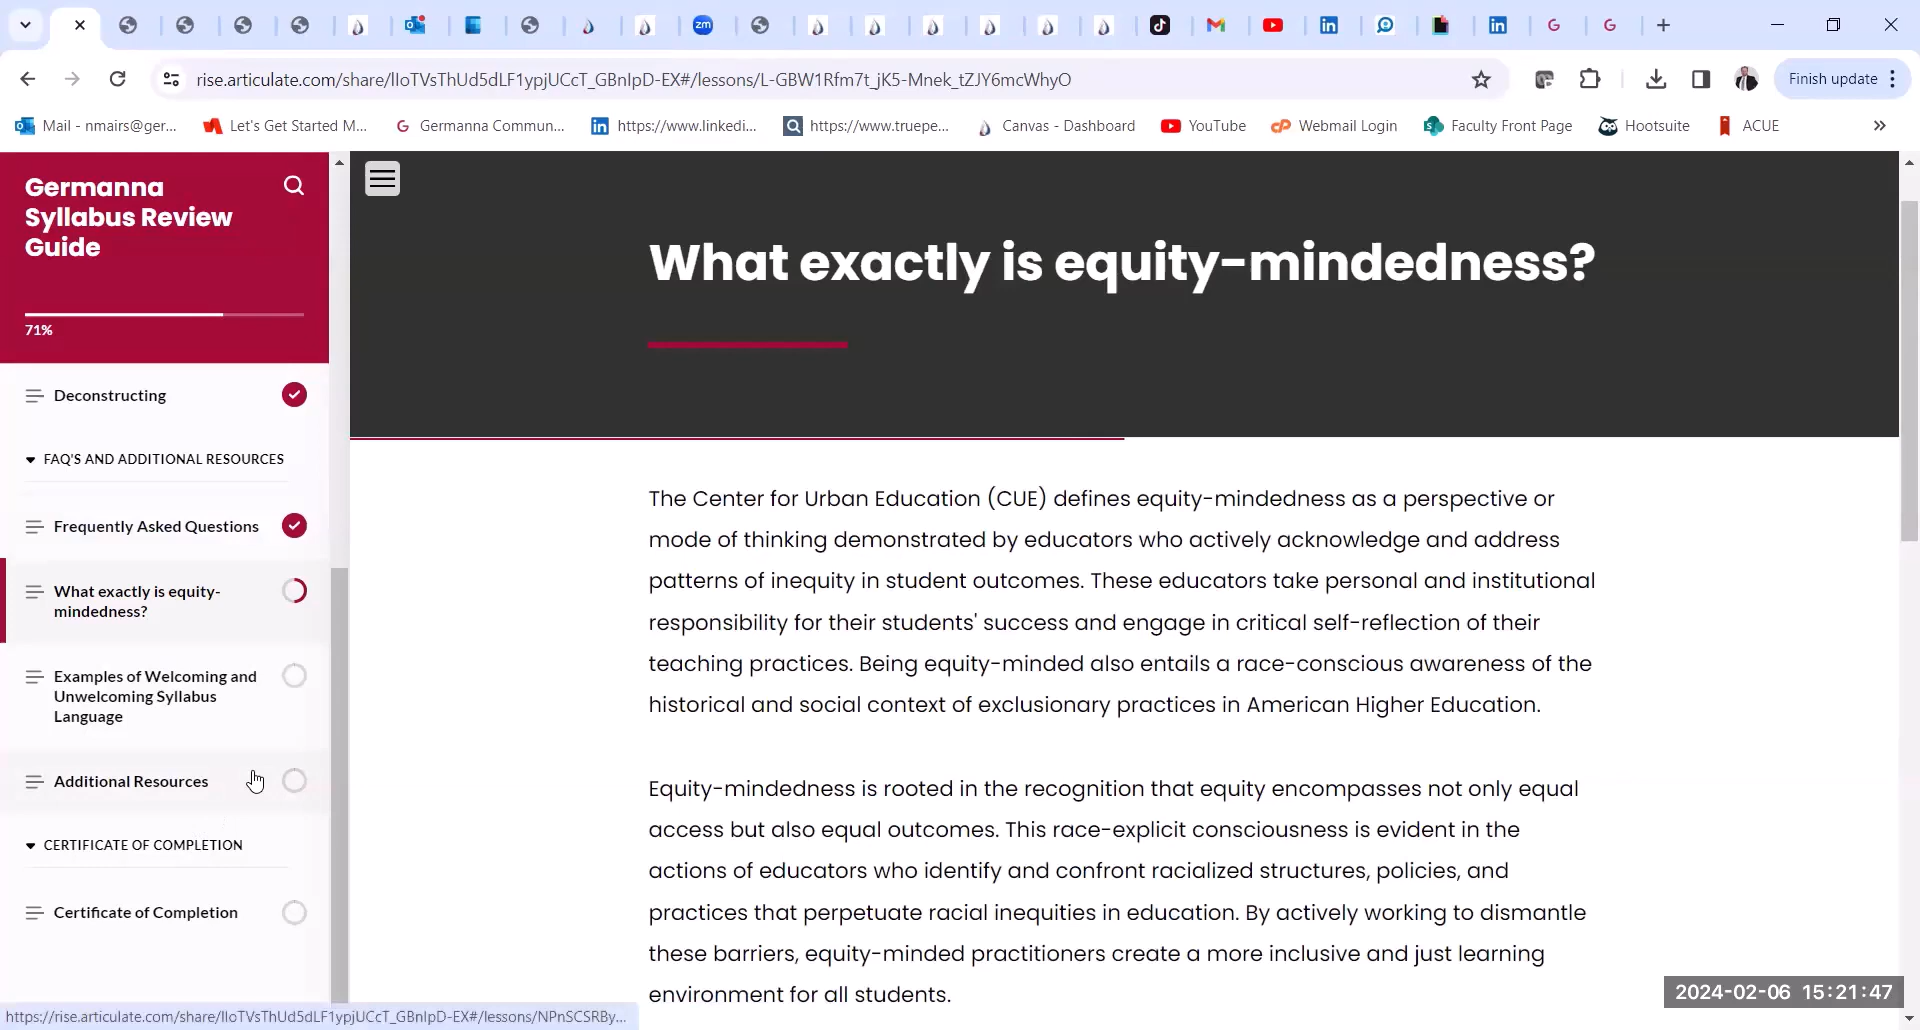 zm
rise.articulate.com/share/lIoTVsThUd5dLF1ypjUCcT_GBnIpD-EX#/lessons/L-GBW1Rfm7t_jK5-Mnek_tZJY6mcWhyO
Finish update
Mail - nmairs@ger...
Let's Get Started M...
Germanna Commun...
https://www.linkedi...
https://www.truepe...
Canvas - Dashboard
YouTube
Webmail Login
Faculty Front Page
Hootsuite
ACUE
Germanna
Syllabus Review
Guide
71%
Deconstructing
FAQ'S AND ADDITIONAL RESOURCES
Frequently Asked Questions
What exactly is equity-
mindedness?
Examples of Welcoming and
Unwelcoming Syllabus
Language
Additional Resources
CERTIFICATE OF COMPLETION
Certificate of Completion
What exactly is equity-mindedness?
The Center for Urban Education (CUE) defines equity-mindedness as a perspective or
mode of thinking demonstrated by educators who actively acknowledge and address
patterns of inequity in student outcomes. These educators take personal and institutional
responsibility for their students' success and engage in critical self-reflection of their
teaching practices. Being equity-minded also entails a race-conscious awareness of the
historical and social context of exclusionary practices in American Higher Education.
Equity-mindedness is rooted in the recognition that equity encompasses not only equal
access but also equal outcomes. This race-explicit consciousness is evident in the
actions of educators who identify and confront racialized structures, policies, and
practices that perpetuate racial inequities in education. By actively working to dismantle
these barriers, equity-minded practitioners create a more inclusive and just learning
environment for all students.
2024-02-06 15:21:47
https://rise.articulate.com/share/lIoTVsThUd5dLF1ypjUCcT_GBnIpD-EX#/lessons/NPnSCSRBy...